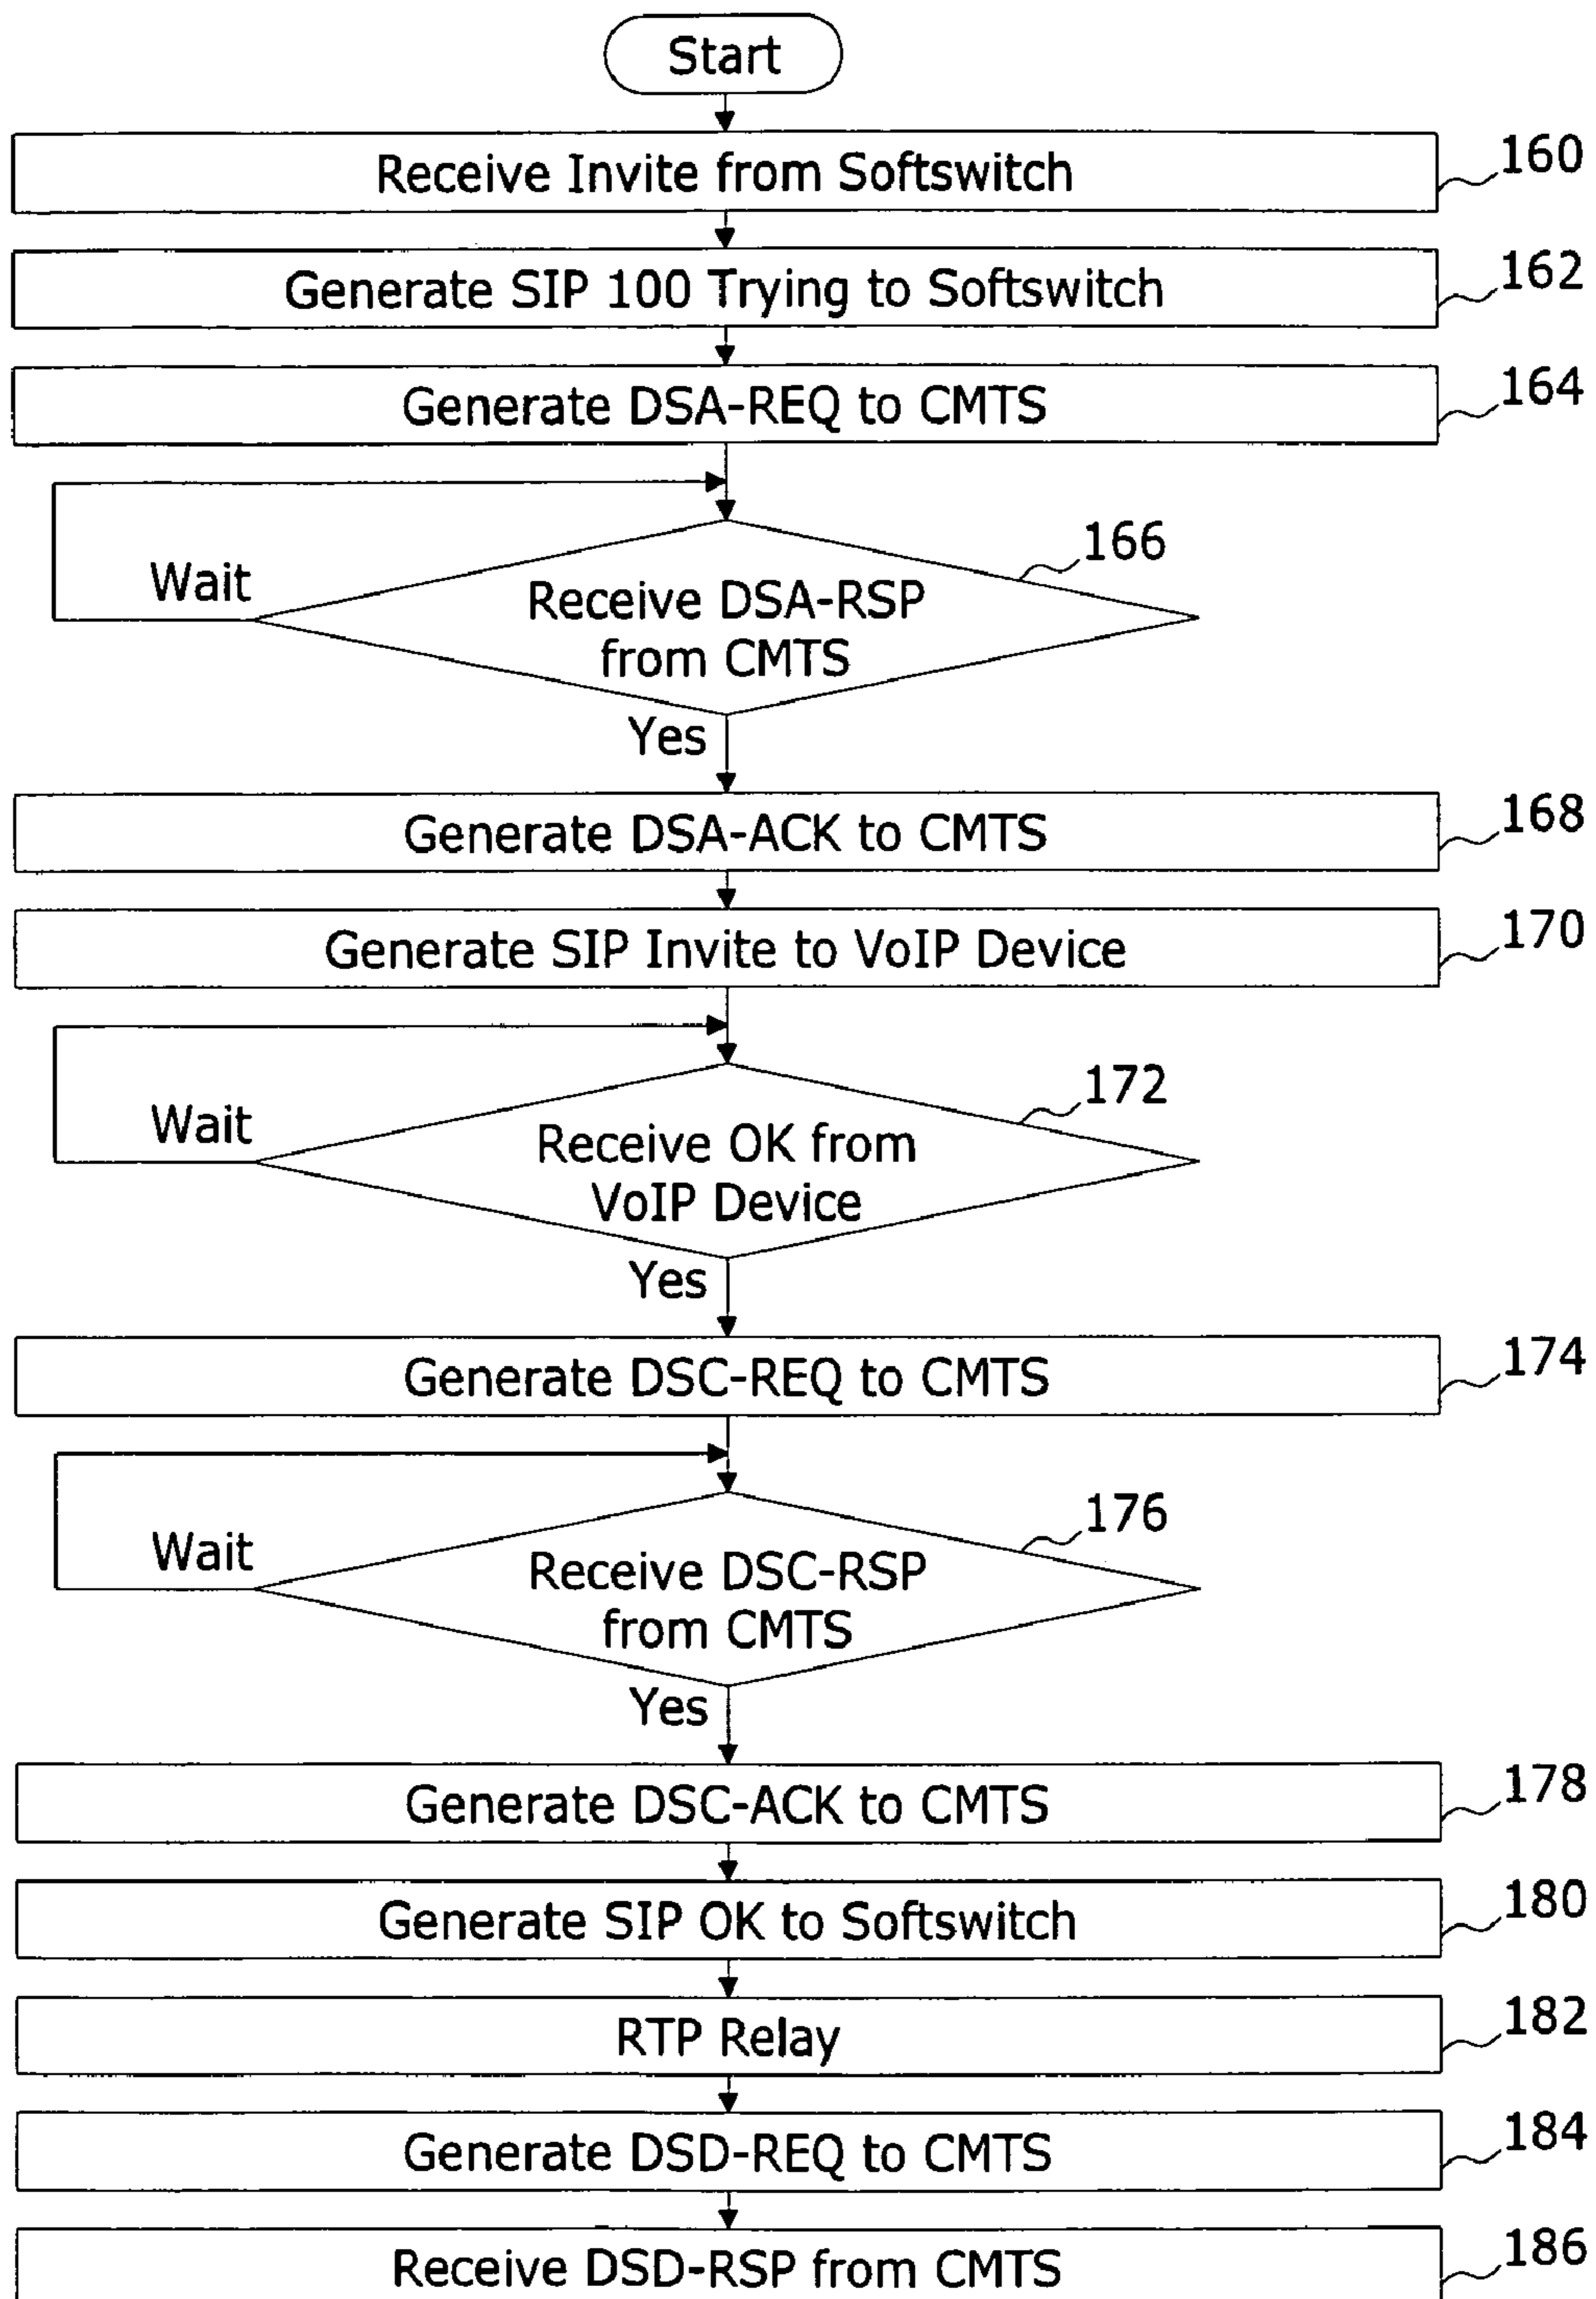 Start
Receive Invite from Softswitch
160
Generate SIP 100 Trying to Softswitch
162
Generate DSA-REQ to CMTS
164
Wait
166
Receive DSA-RSP
from CMTS
Yes
Generate DSA-ACK to CMTS
168
Generate SIP Invite to VoIP Device
170
Wait
172
Receive OK from
VoIP Device
Yes
Generate DSC-REQ to CMTS
174
Wait
176
Receive DSC-RSP
from CMTS
Yes
Generate DSC-ACK to CMTS
178
Generate SIP OK to Softswitch
180
RTP Relay
182
Generate DSD-REQ to CMTS
184
Receive DSD-RSP from CMTS
186